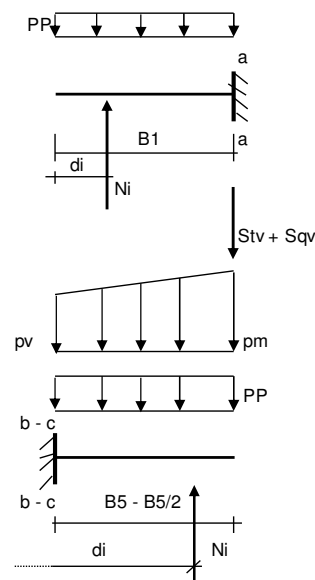 PP
a
B1
a
di
Ni
Stv + Sqv
pv
pm
PP
b - c
b - c
B5 - B5/2
di
Ni